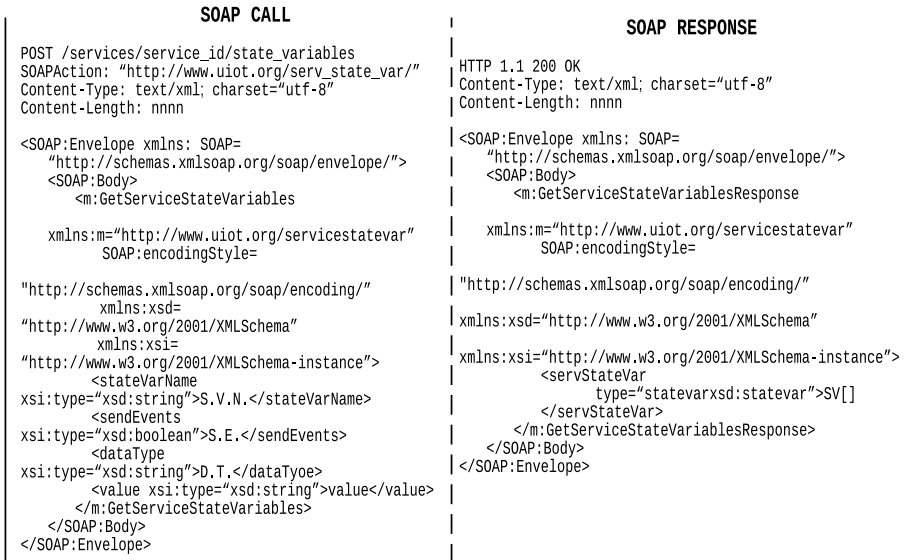 SOAP CALL
POST /services/service_id/state_variables
SOAPAction: “http://www.uiot.org/serv_state_var/”
Content-Type: text/xml; charset=“utf-8”
Content-Length: nnnn
<SOAP:Envelope xmlns: SOAP=
“http://schemas.xmlsoap.org/soap/envelope/”>
<SOAP:Body>
<m:GetServiceStateVariables
xmlns:m=“http://www.uiot.org/servicestatevar”
SOAP:encodingStyle=
"http://schemas.xmlsoap.org/soap/encoding/”
xmlns:xsd=
“http://www.w3.org/2001/XMLSchema”
xmlns:xsi=
“http://www.w3.org/2001/XMLSchema-instance”>
<stateVarName
xsi:type=“xsd:string”>S.V.N.</stateVarName>
<sendEvents
xsi:type=“xsd:boolean”>S.E.</sendEvents>
<dataType
xsi:type=“xsd:string”>D.T.</dataTyoe>
<value xsi:type=“xsd:string”>value</value>
</m:GetServiceStateVariables>
</SOAP:Body>
</SOAP:Envelope>
SOAP RESPONSE
HTTP 1.1 200 OK
Content-Type: text/xml; charset=“utf-8”
Content-Length: nnnn
<SOAP:Envelope xmlns: SOAP=
“http://schemas.xmlsoap.org/soap/envelope/”>
<SOAP:Body>
<m:GetServiceStateVariablesResponse
xmlns:m=“http://www.uiot.org/servicestatevar”
SOAP:encodingStyle=
"http://schemas.xmlsoap.org/soap/encoding/”
xmlns:xsd=“http://www.w3.org/2001/XMLSchema”
xmlns:xsi=“http://www.w3.org/2001/XMLSchema-instance">
<servStateVar
type=“statevarxsd:statevar”>SV[]
</servStateVar>
</m:GetServiceStateVariablesResponse>
</SOAP:Body>
</SOAP:Envelope>